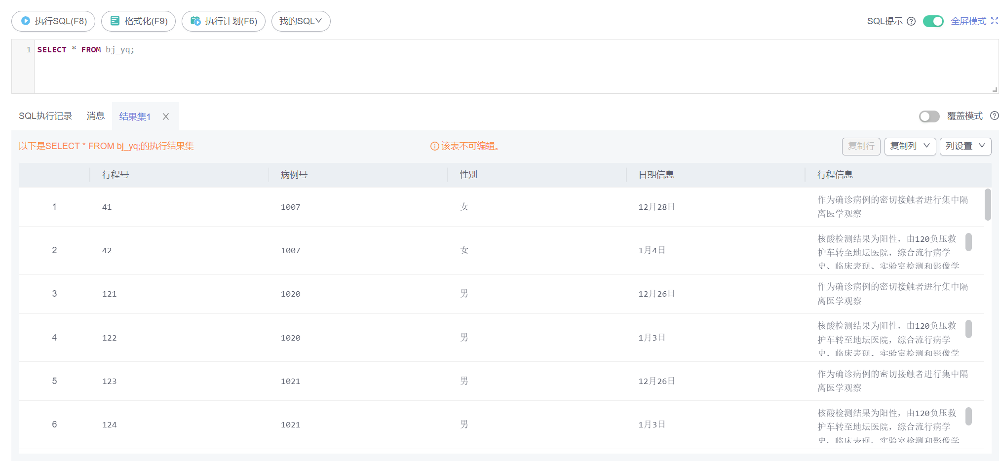 执行SQL(F8) 格式化(F9) 执行计划(F6) 我的SQL SQL提示 全屏模式
1 SELECT * FROM bj_yq;
SQL执行记录 消息 结果集1 覆盖模式
以下是SELECT * FROM bj_yq;的执行结果集 该表不可编辑。 复制行 复制列 列设置
行程号 病例号 性别 日期信息 行程信息
1 41 1007 女 12月28日 作为确诊病例的密切接触者进行集中隔
离医学观察
2 42 1007 女 1月4日 核酸检测结果为阳性，由120负压救
护车转至地坛医院，综合流行病学
史、临床表现、实验室检测和影像学
3 121 1020 男 12月26日 作为确诊病例的密切接触者进行集中隔
离医学观察
4 122 1020 男 1月3日 核酸检测结果为阳性，由120负压救
护车转至地坛医院，综合流行病学
史、临床表现、实验室检测和影像学
5 123 1021 男 12月26日 作为确诊病例的密切接触者进行集中隔
离医学观察
6 124 1021 男 1月3日 核酸检测结果为阳性，由120负压救
护车转至地坛医院，综合流行病学
史、临床表现、实验室检测和影像学